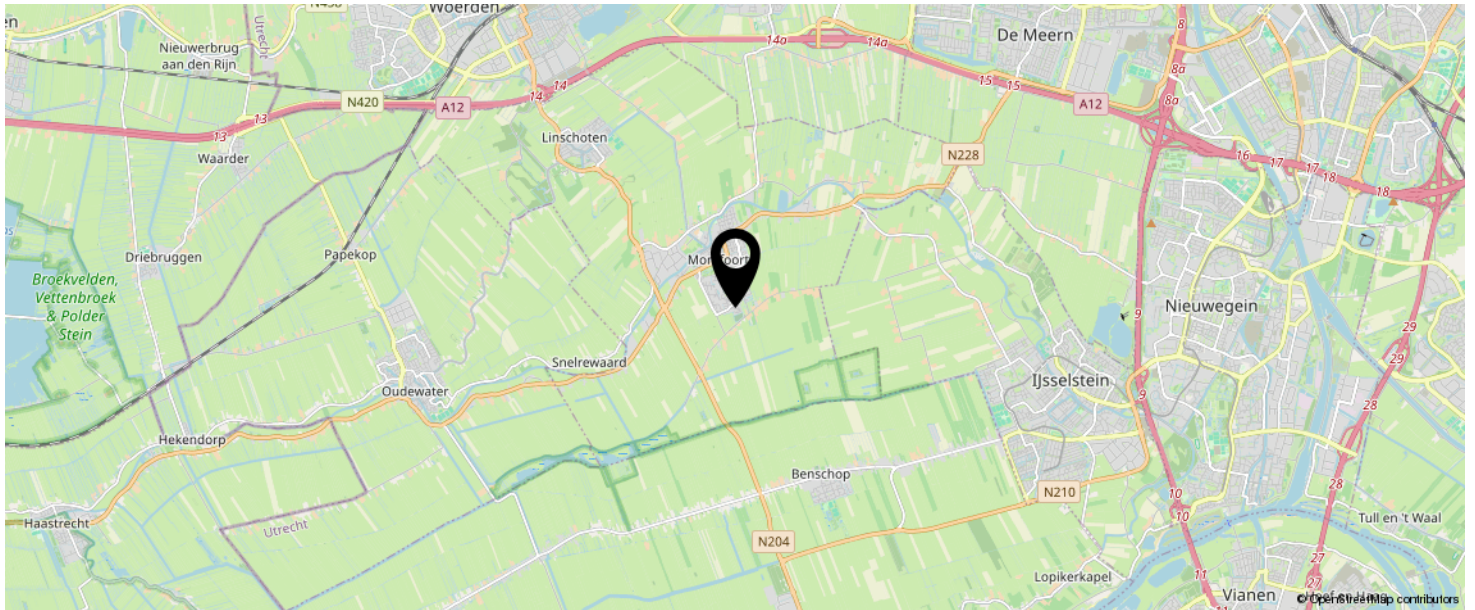 N458
Woerden
en
Utrecht
Nieuwerbrug
aan den Rijn
14a
14a
De Meern
8
8a
15
15
14
14
N420
A12
A12
8a
13
13
Linschoten
Waarder
N228
16
17
17
18
18
Driebruggen
Papekop
Broekvelden,
Vettenbroek
& Polder
Stein
9
Nieuwegein
29
29
Snelrewaard
IJsselstein
Oudewater
9
28
Hekendorp
Benschop
N210
10
10
28
Haastrecht
Utrecht
Tull en 't Waal
N204
27
27
Lopikerkapel
11
11
Vianen
© OpenStreetMap contributors